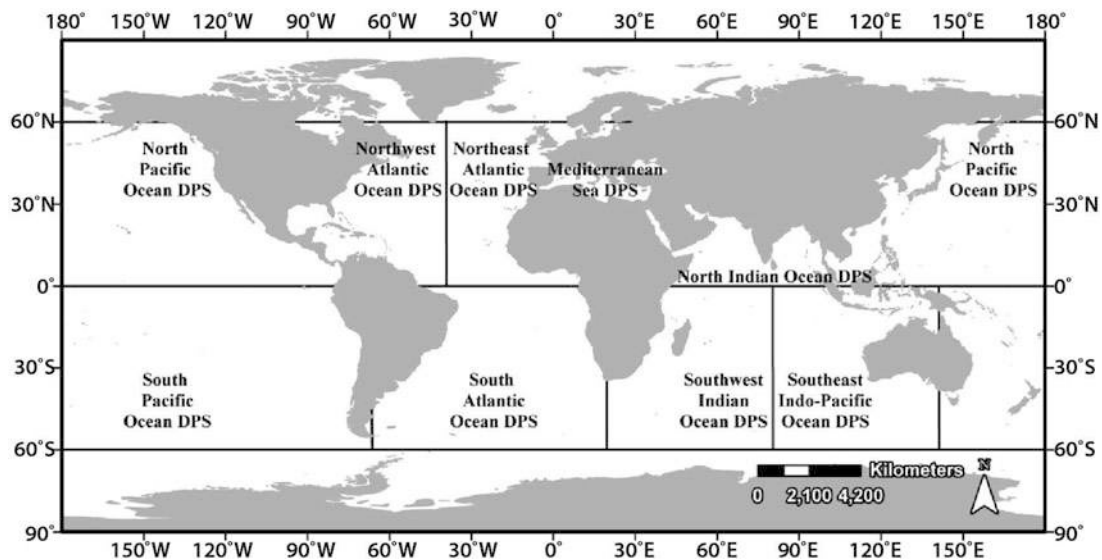 180° 150°W 120°W 90°W 60°W 30°W 0° 30°E 60°E 90°E 120°E 150°E 180°
60°N 60°N
North Northwest Northeast North
Pacific Atlantic Atlantic Mediterranean Pacific
Ocean DPS Ocean DPS Ocean DPS Sea DPS Ocean DPS
30°N 30°N
North Indian Ocean DPS
0° 0°
30°S 30°S
South South Southwest Southeast
Pacific Atlantic Indian Indo-Pacific
Ocean DPS Ocean DPS Ocean DPS Ocean DPS
60°S 60°S
Kilometers N
0 2,100 4,200
90° 90°
150°W 120°W 90°W 60°W 30°W 0° 30°E 60°E 90°E 120°E 150°E